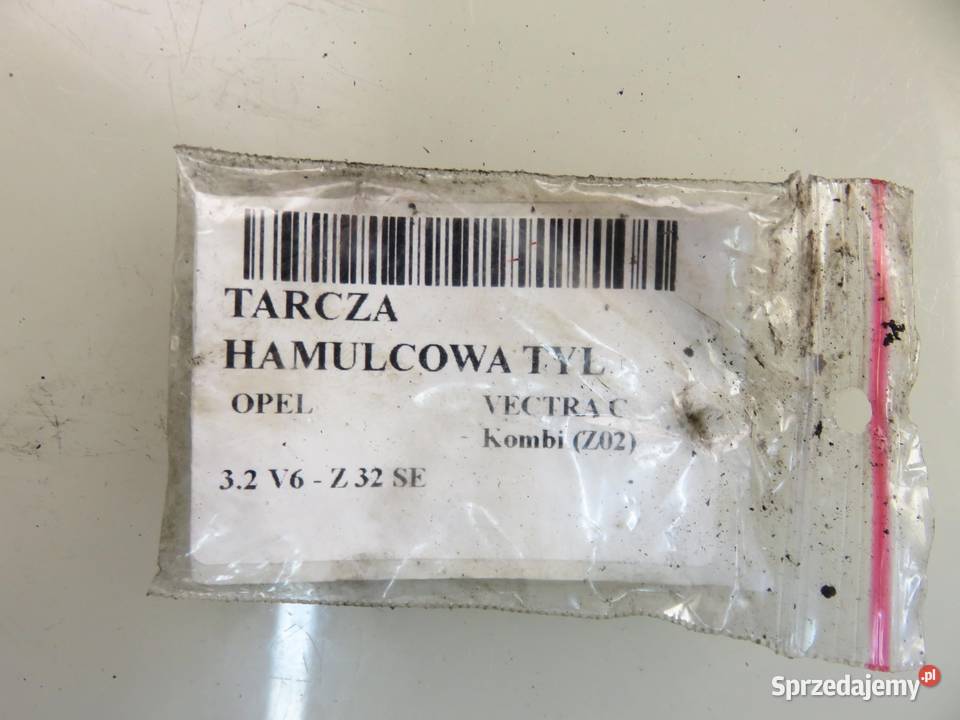 TARCZA
HAMULCOWA TYL
OPEL VECTRA C
Kombi (Z02)
3.2 V6 - Z 32 SE
Sprzedajemy.pl